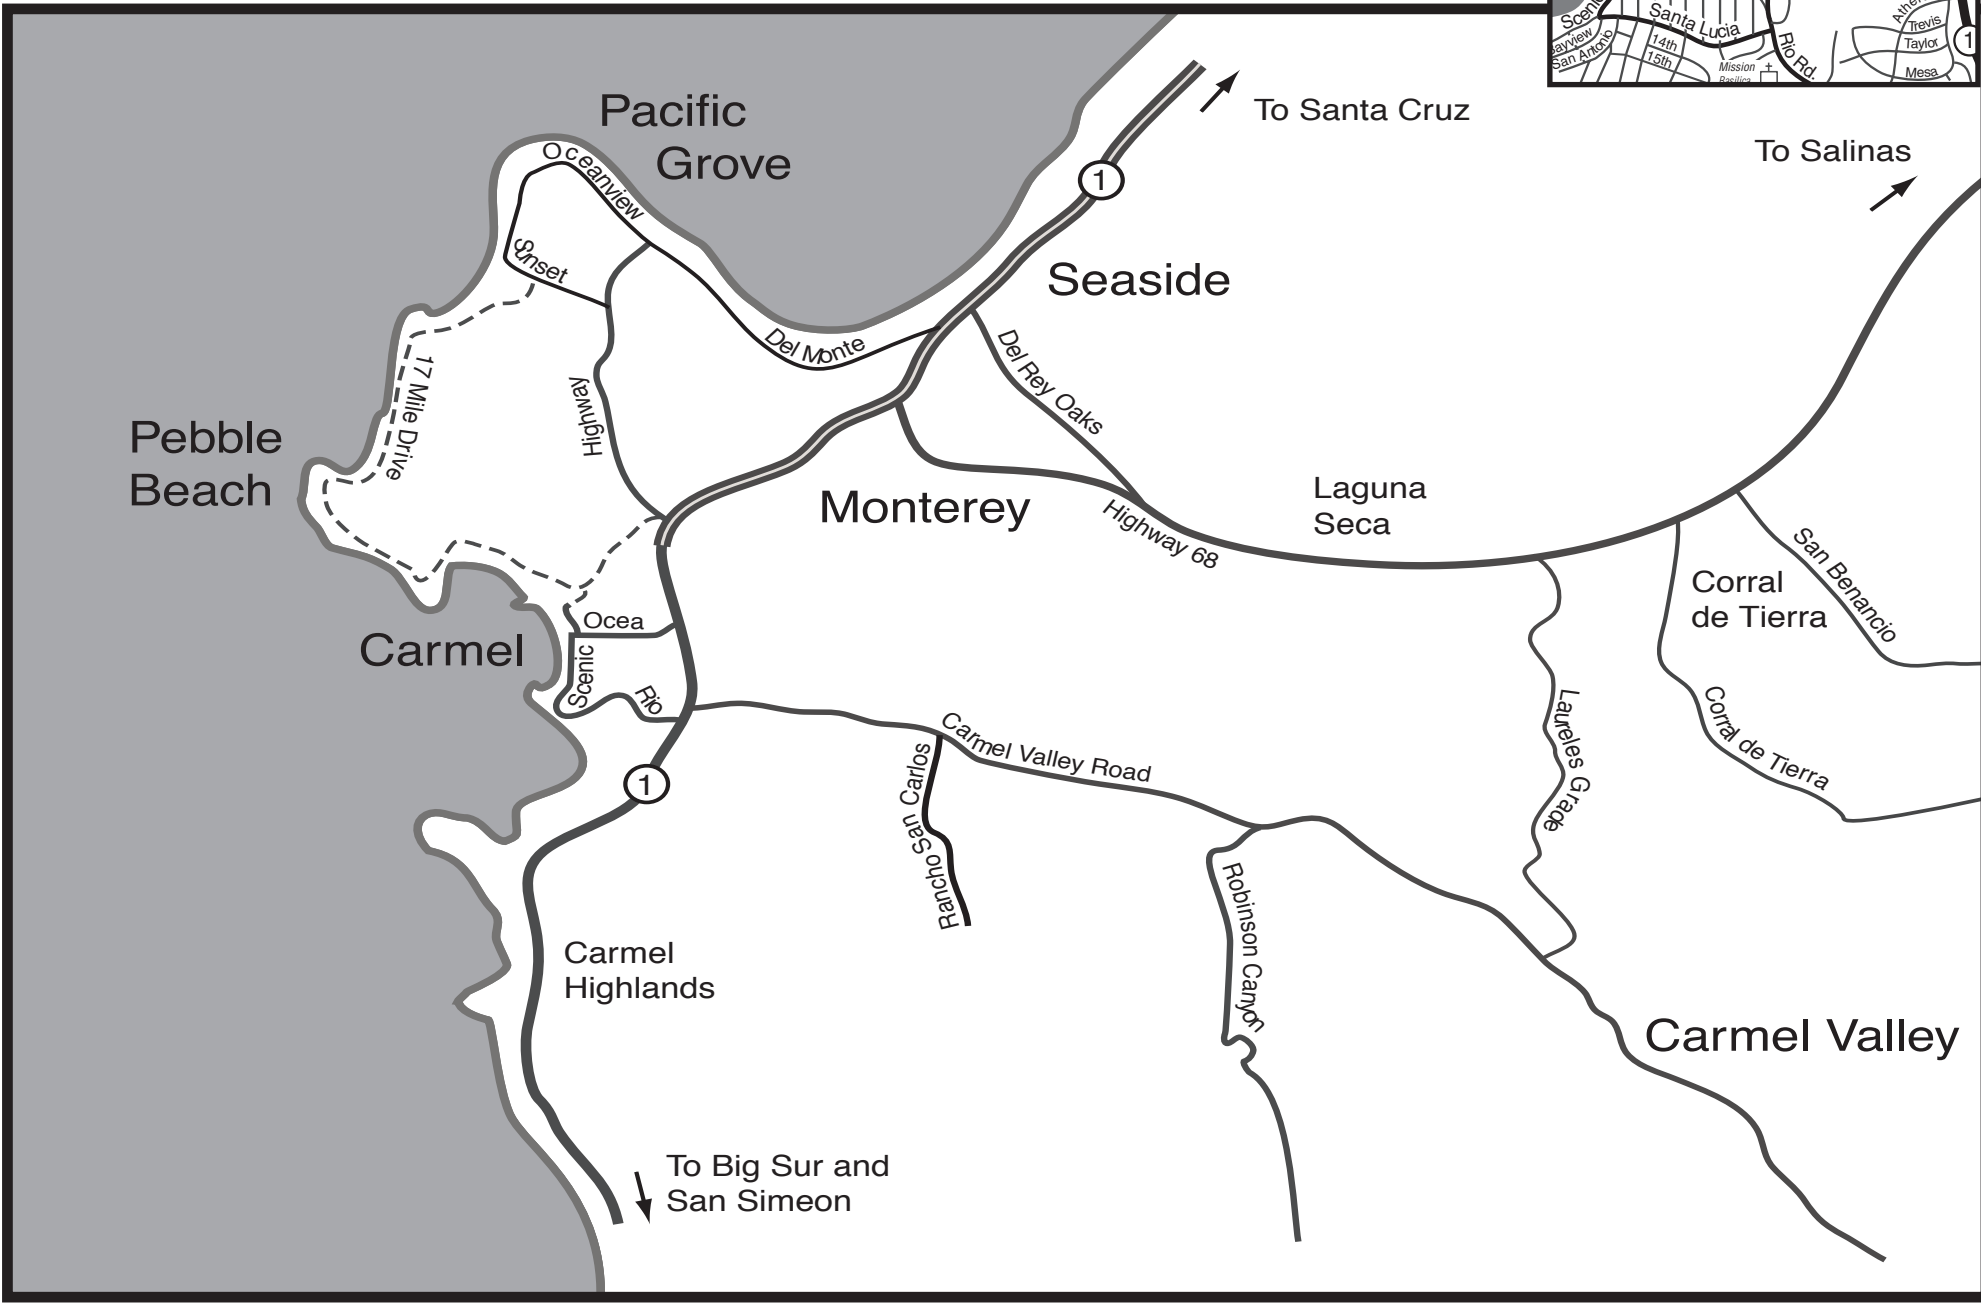 Scenic
Santa Lucia
Trevis
Taylor
Mesa
1
San Antonio
14th
15th
Mission
Basilica
Rio Rd.
Pacific
Grove
To Santa Cruz
To Salinas
Oceanview
1
Sunset
Seaside
Del Monte
Del Rey Oaks
17 Mile Drive
Highway
Pebble
Beach
Monterey
Highway 68
Laguna
Seca
San Benancio
Corral
de Tierra
Ocea
Carmel
Scenic
Rio
Carmel Valley Road
Laureles Grade
Corral de Tierra
1
Rancho San Carlos
Robinson Canyon
Carmel
Highlands
Carmel Valley
To Big Sur and
San Simeon